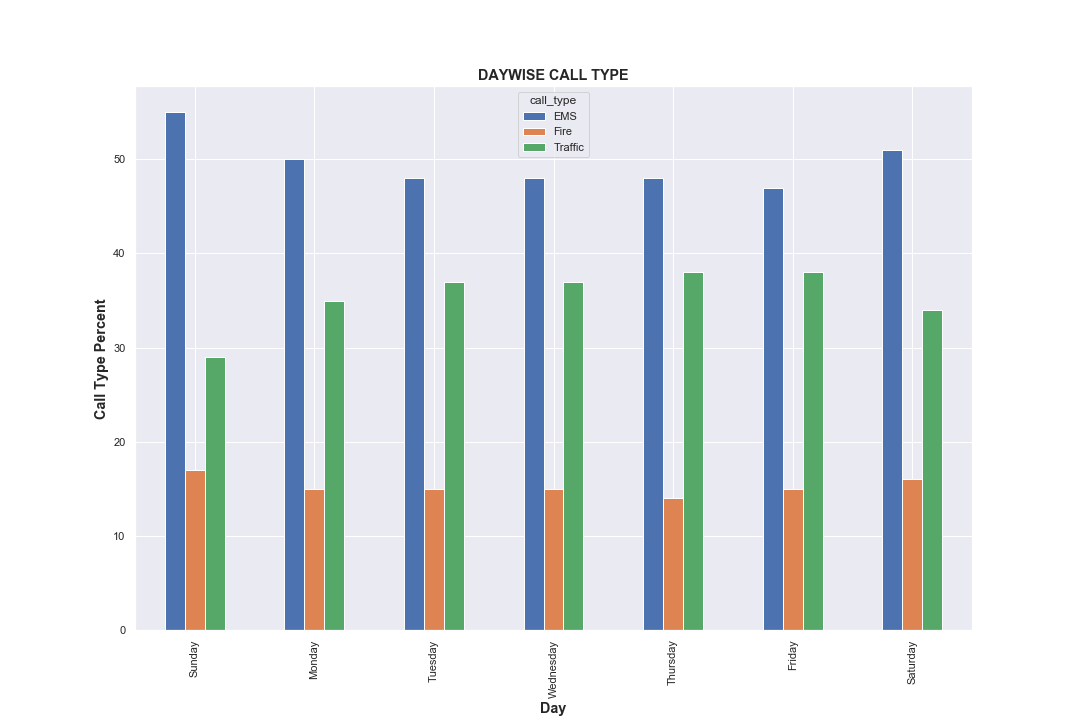 DAYWISE CALL TYPE
call_type
EMS
Fire
Traffic
Call Type Percent
50
40
30
20
10
0
Sunday
Monday
Tuesday
Wednesday
Thursday
Friday
Saturday
Day